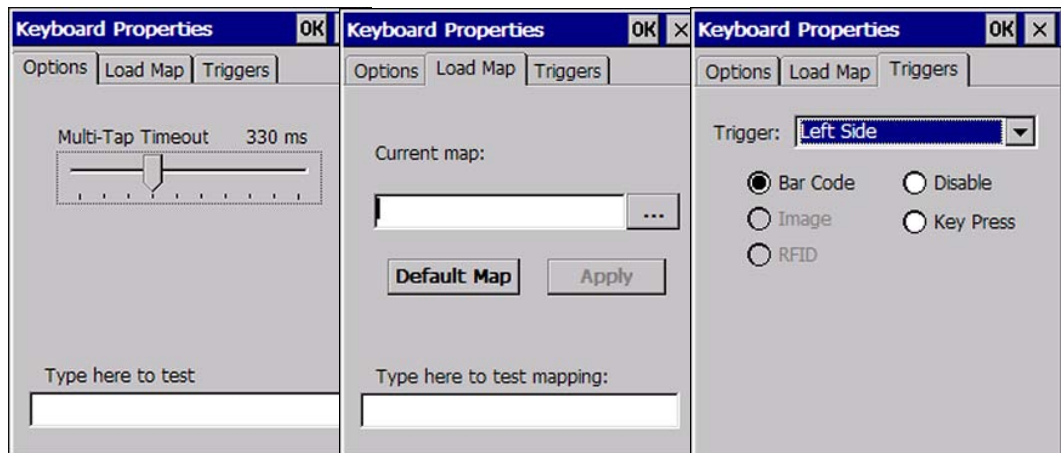 Keyboard Properties OK
Options Load Map Triggers
Multi-Tap Timeout 330 ms
Type here to test
Keyboard Properties OK ×
Options Load Map Triggers
Current map:
...
Default Map Apply
Type here to test mapping:
Keyboard Properties OK ×
Options Load Map Triggers
Trigger: Left Side
Bar Code Disable
Image Key Press
RFID